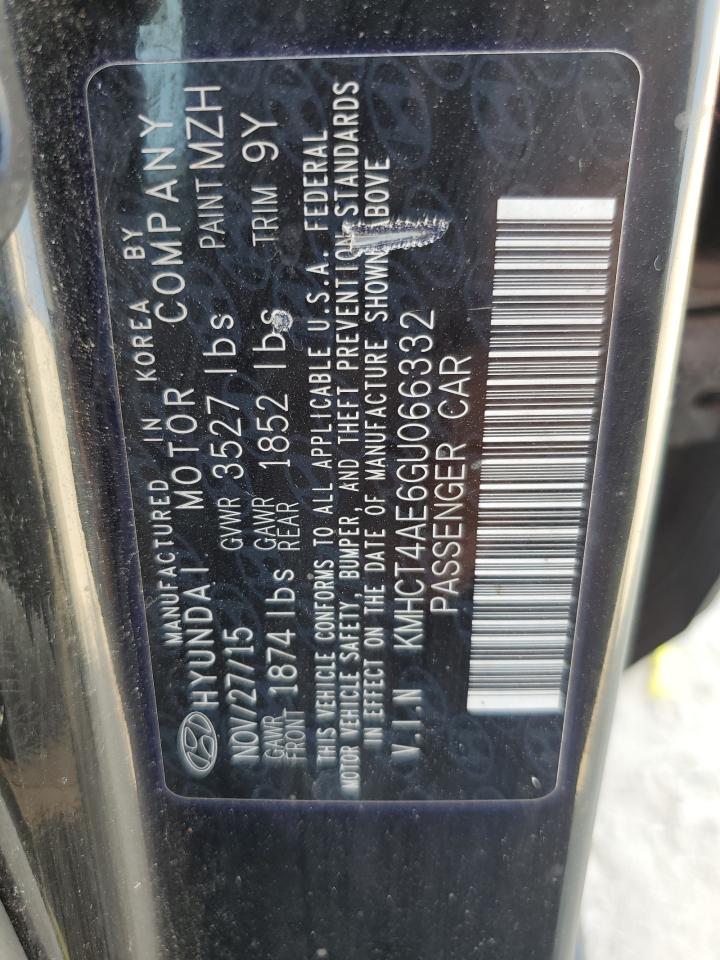 MANUFACTURED IN KOREA BY
HYUNDAI MOTOR COMPANY
NOV/27/15 GVWR 3527 lbs PAINT MZH
GAWR FRONT 1874 lbs GAWR REAR 1852 lbs TRIM 9Y
THIS VEHICLE CONFORMS TO ALL APPLICABLE U.S.A. FEDERAL
MOTOR VEHICLE SAFETY, BUMPER, AND THEFT PREVENTION STANDARDS
IN EFFECT ON THE DATE OF MANUFACTURE SHOWN ABOVE
V.I.N KMHCT4AE6GU066332
PASSENGER CAR